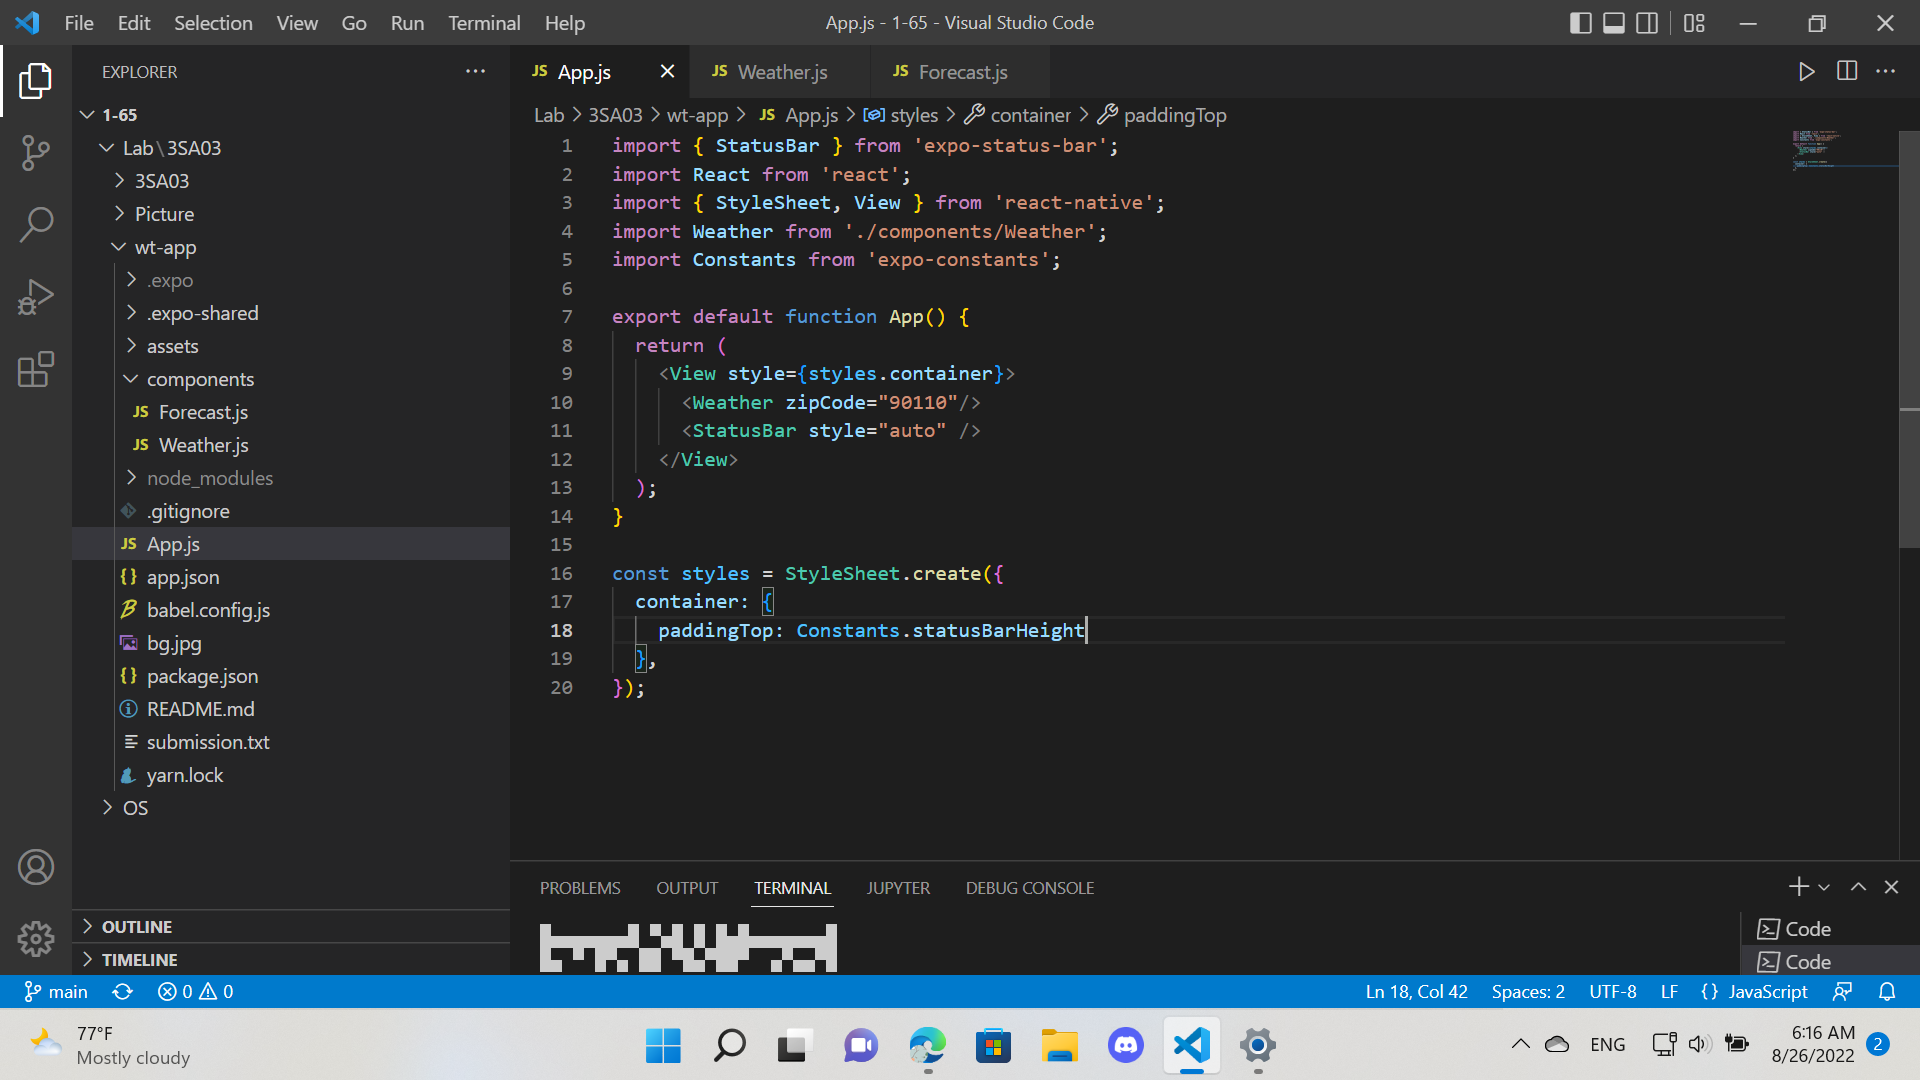 File Edit Selection View Go Run Terminal Help
App.js - 1-65 - Visual Studio Code
EXPLORER
1-65
Lab\3SA03
3SA03
Picture
wt-app
.expo
.expo-shared
assets
components
JS Forecast.js
JS Weather.js
node_modules
.gitignore
JS App.js
{} app.json
babel.config.js
bg.jpg
{} package.json
README.md
submission.txt
yarn.lock
OS
OUTLINE
TIMELINE
JS App.js JS Weather.js JS Forecast.js
Lab > 3SA03 > wt-app > JS App.js > styles > container > paddingTop
1 import { StatusBar } from 'expo-status-bar';
2 import React from 'react';
3 import { StyleSheet, View } from 'react-native';
4 import Weather from './components/Weather';
5 import Constants from 'expo-constants';
6
7 export default function App() {
8 return (
9 <View style={styles.container}>
10 <Weather zipCode="90110"/>
11 <StatusBar style="auto" />
12 </View>
13 );
14 }
15
16 const styles = StyleSheet.create({
17 container: {
18 paddingTop: Constants.statusBarHeight
19 },
20 });
PROBLEMS OUTPUT TERMINAL JUPYTER DEBUG CONSOLE
Code
Code
main 0 0 Ln 18, Col 42 Spaces: 2 UTF-8 LF {} JavaScript
77°F
Mostly cloudy
ENG
6:16 AM
8/26/2022
2